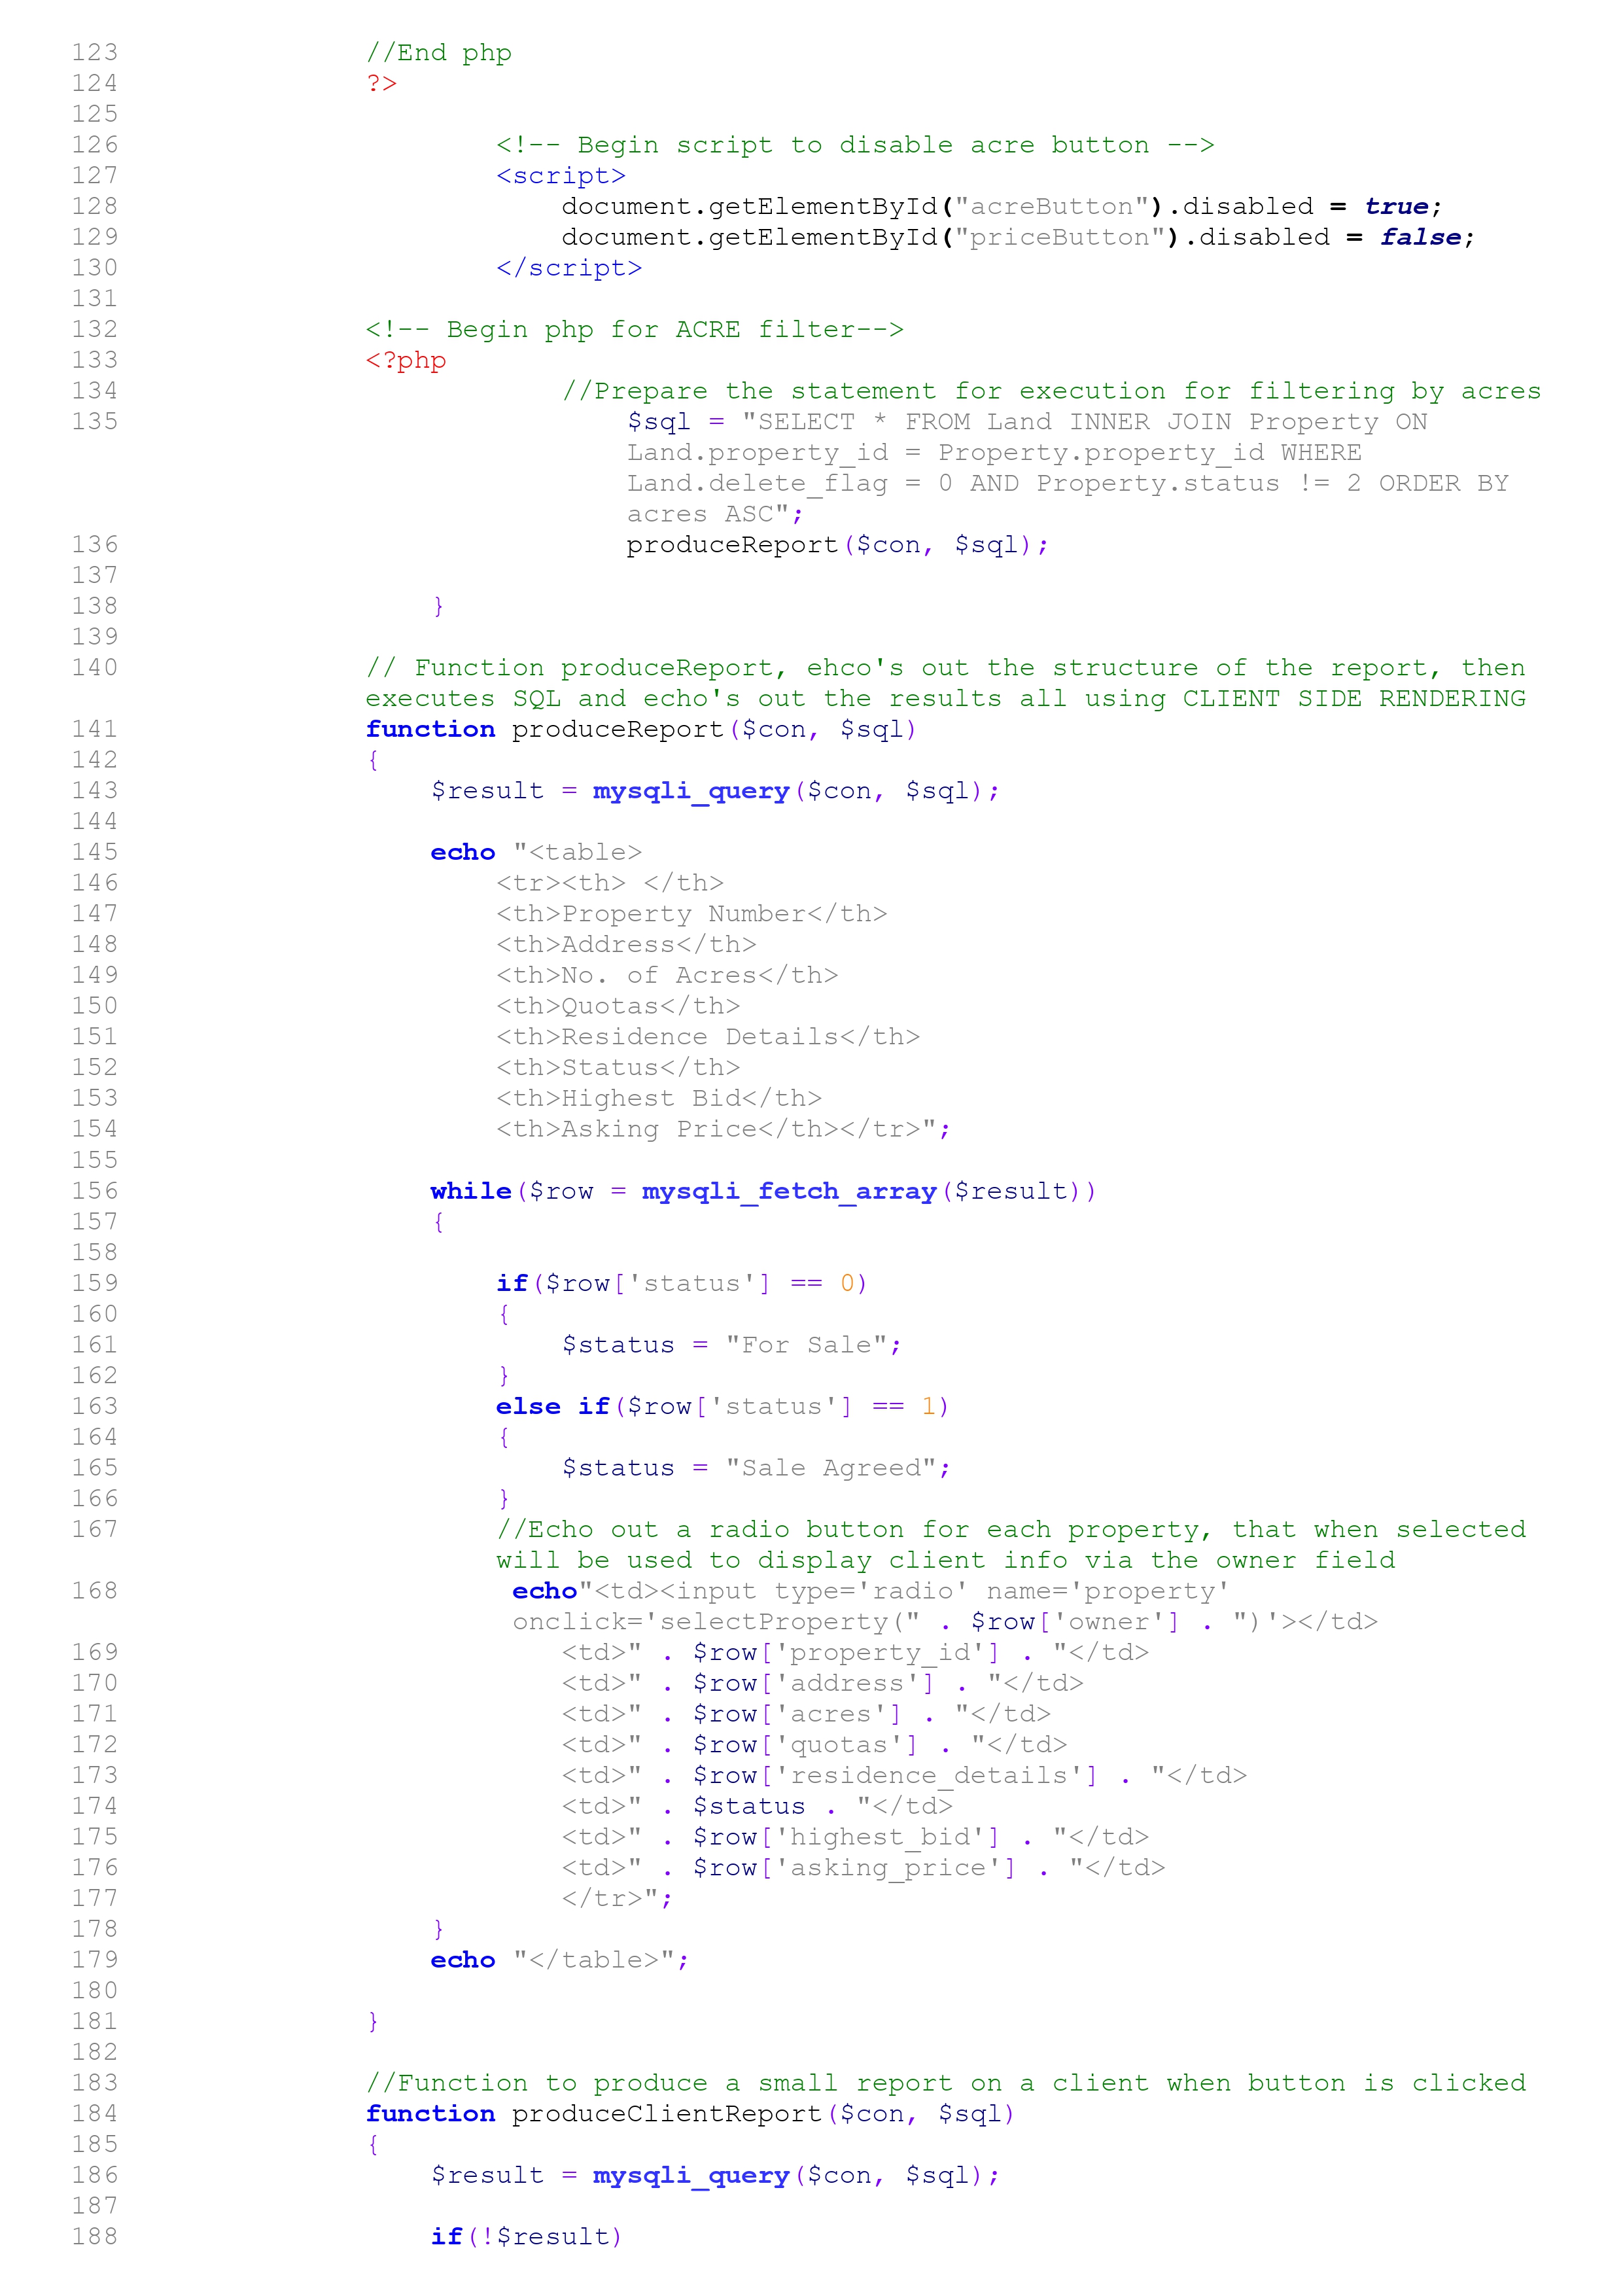 123 //End php
124 ?>
125
126 <!-- Begin script to disable acre button -->
127 <script>
128 document.getElementById("acreButton").disabled = true;
129 document.getElementById("priceButton").disabled = false;
130 </script>
131
132 <!-- Begin php for ACRE filter-->
133 <?php
134 //Prepare the statement for execution for filtering by acres
135 $sql = "SELECT * FROM Land INNER JOIN Property ON
Land.property_id = Property.property_id WHERE
Land.delete_flag = 0 AND Property.status != 2 ORDER BY
acres ASC";
136 produceReport($con, $sql);
137
138 }
139
140 // Function produceReport, ehco's out the structure of the report, then
executes SQL and echo's out the results all using CLIENT SIDE RENDERING
141 function produceReport($con, $sql)
142 {
143 $result = mysqli_query($con, $sql);
144
145 echo "<table>
146 <tr><th> </th>
147 <th>Property Number</th>
148 <th>Address</th>
149 <th>No. of Acres</th>
150 <th>Quotas</th>
151 <th>Residence Details</th>
152 <th>Status</th>
153 <th>Highest Bid</th>
154 <th>Asking Price</th></tr>";
155
156 while($row = mysqli_fetch_array($result))
157 {
158
159 if($row['status'] == 0)
160 {
161 $status = "For Sale";
162 }
163 else if($row['status'] == 1)
164 {
165 $status = "Sale Agreed";
166 }
167 //Echo out a radio button for each property, that when selected
will be used to display client info via the owner field
168 echo"<td><input type='radio' name='property'
onclick='selectProperty(" . $row['owner'] . ")'></td>
169 <td>" . $row['property_id'] . "</td>
170 <td>" . $row['address'] . "</td>
171 <td>" . $row['acres'] . "</td>
172 <td>" . $row['quotas'] . "</td>
173 <td>" . $row['residence_details'] . "</td>
174 <td>" . $status . "</td>
175 <td>" . $row['highest_bid'] . "</td>
176 <td>" . $row['asking_price'] . "</td>
177 </tr>";
178 }
179 echo "</table>";
180
181 }
182
183 //Function to produce a small report on a client when button is clicked
184 function produceClientReport($con, $sql)
185 {
186 $result = mysqli_query($con, $sql);
187
188 if(!$result)